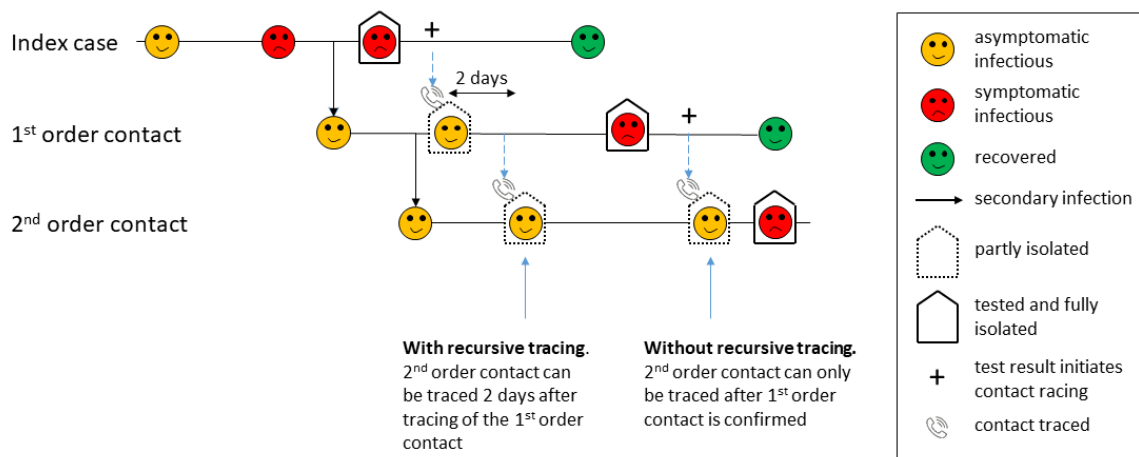 Index case
+
2 days
1st order contact
+
2nd order contact
With recursive tracing.
2nd order contact can
be traced 2 days after
tracing of the 1st order
contact
Without recursive tracing.
2nd order contact can only
be traced after 1st order
contact is confirmed
asymptomatic
infectious
symptomatic
infectious
recovered
secondary infection
partly isolated
tested and fully
isolated
+
test result initiates
contact racing
contact traced